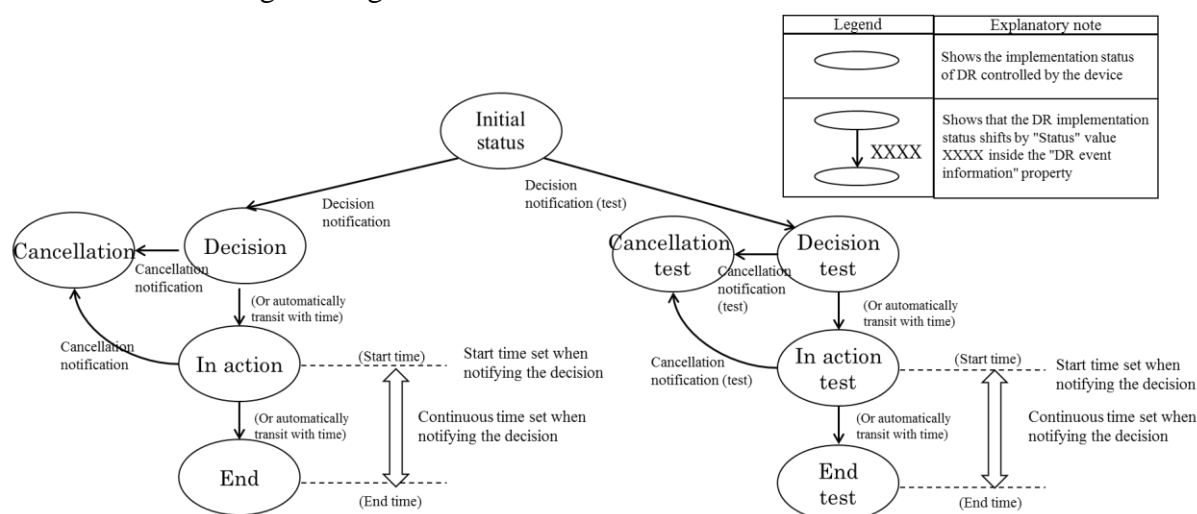 Legend
Explanatory note
Shows the implementation status
of DR controlled by the device
XXXX
Shows that the DR implementation
status shifts by "Status" value
XXXX inside the "DR event
information" property
Initial
status
Decision
notification
Decision
notification (test)
Cancellation
Decision
Cancellation
notification
(Or automatically
transit with time)
Cancellation
notification
In action
(Start time)
Start time set when
notifying the decision
(Or automatically
transit with time)
Continuous time set when
notifying the decision
End
(End time)
Cancellation
test
Decision
test
Cancellation
notification
(test)
(Or automatically
transit with time)
Cancellation
notification (test)
In action
test
(Start time)
Start time set when
notifying the decision
(Or automatically
transit with time)
Continuous time set when
notifying the decision
End
test
(End time)